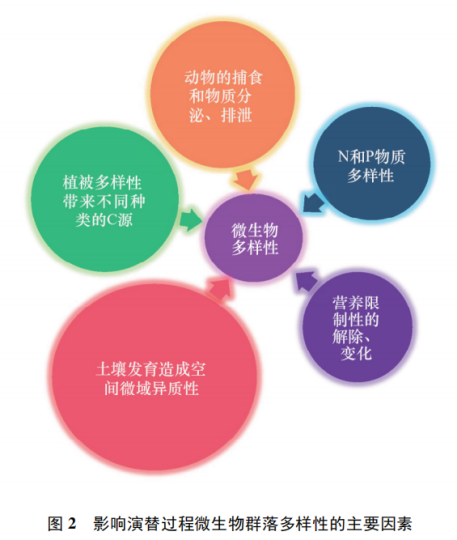 动物的捕食
和物质分
泌、排泄
N和P物质
多样性
植被多样性
带来不同种
类的C源
微生物
多样性
营养限
制性的
解除、
变化
土壤发育造成空
间微域异质性
图 2 影响演替过程微生物群落多样性的主要因素